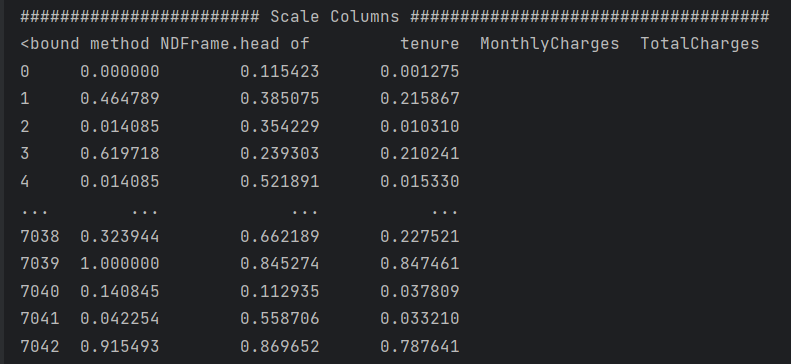 ######################## Scale Columns ####################################
<bound method NDFrame.head of         tenure  MonthlyCharges  TotalCharges
0     0.000000        0.115423      0.001275
1     0.464789        0.385075      0.215867
2     0.014085        0.354229      0.010310
3     0.619718        0.239303      0.210241
4     0.014085        0.521891      0.015330
...        ...             ...           ...
7038  0.323944        0.662189      0.227521
7039  1.000000        0.845274      0.847461
7040  0.140845        0.112935      0.037809
7041  0.042254        0.558706      0.033210
7042  0.915493        0.869652      0.787641